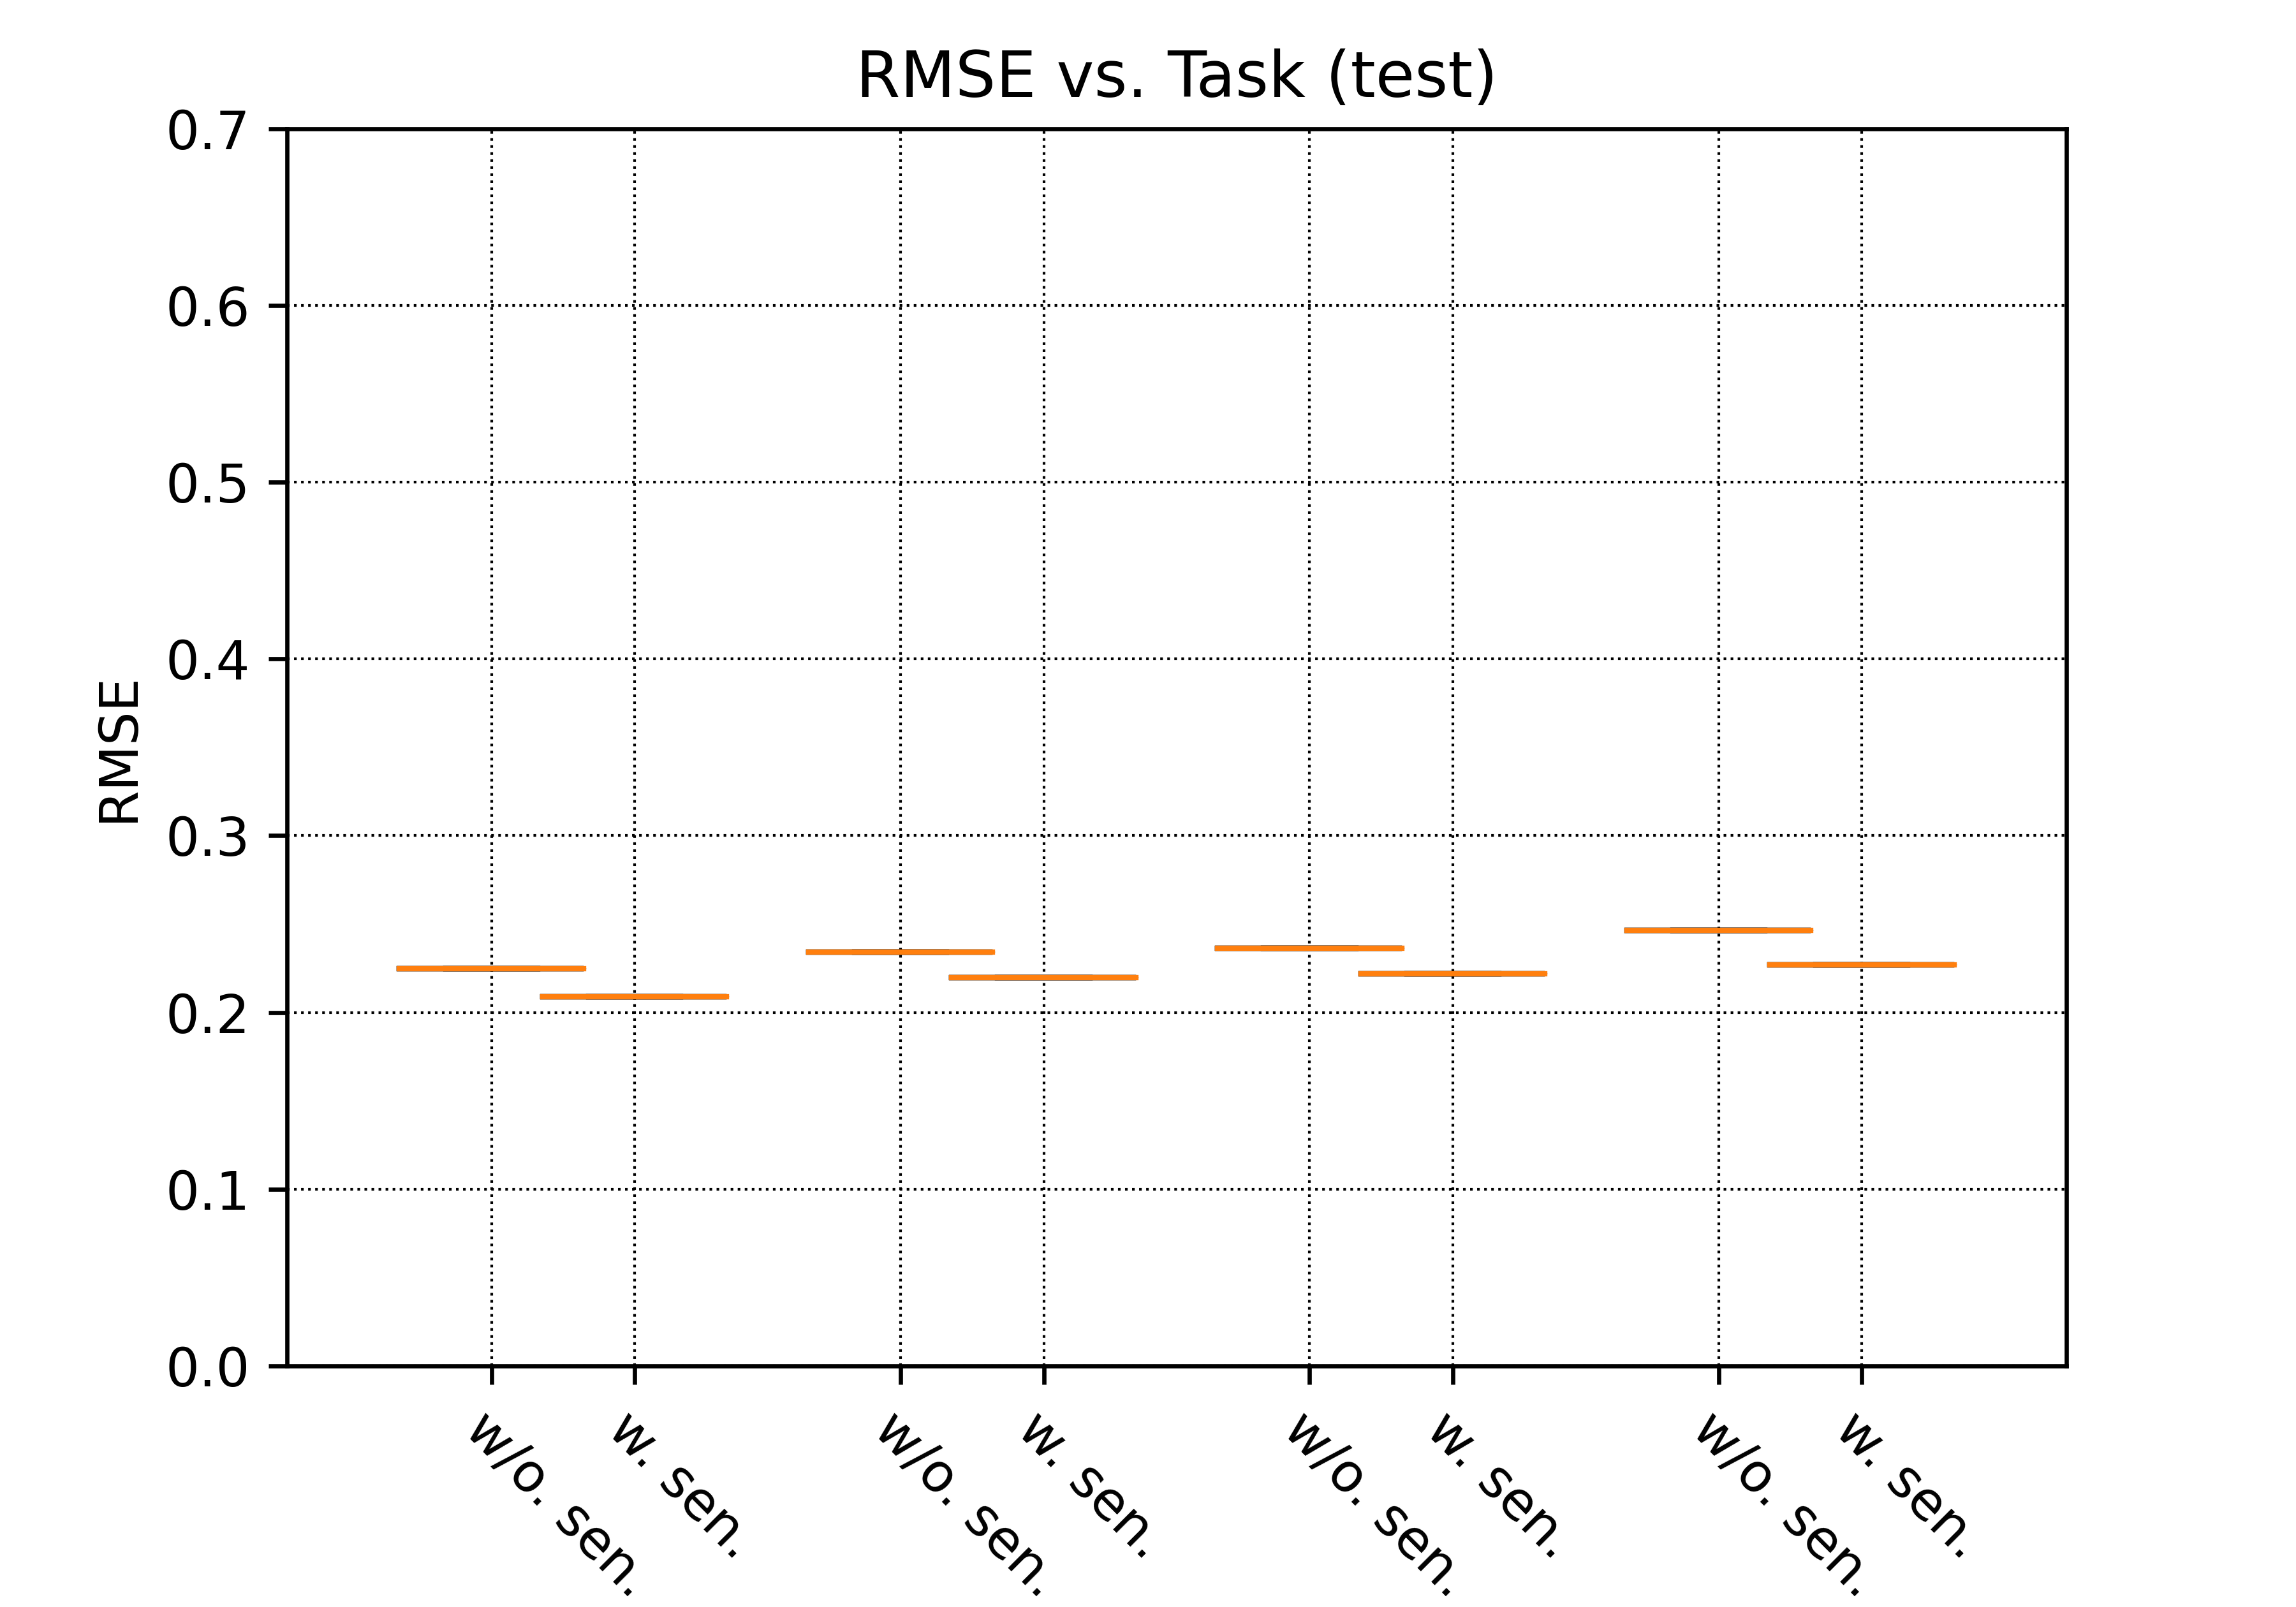 RMSE vs. Task (test)
0.7
0.6
0.5
0.4
0.3
0.2
0.1
0.0
RMSE
w/o. sen.
w. sen.
w/o. sen.
w. sen.
w/o. sen.
w. sen.
w/o. sen.
w. sen.